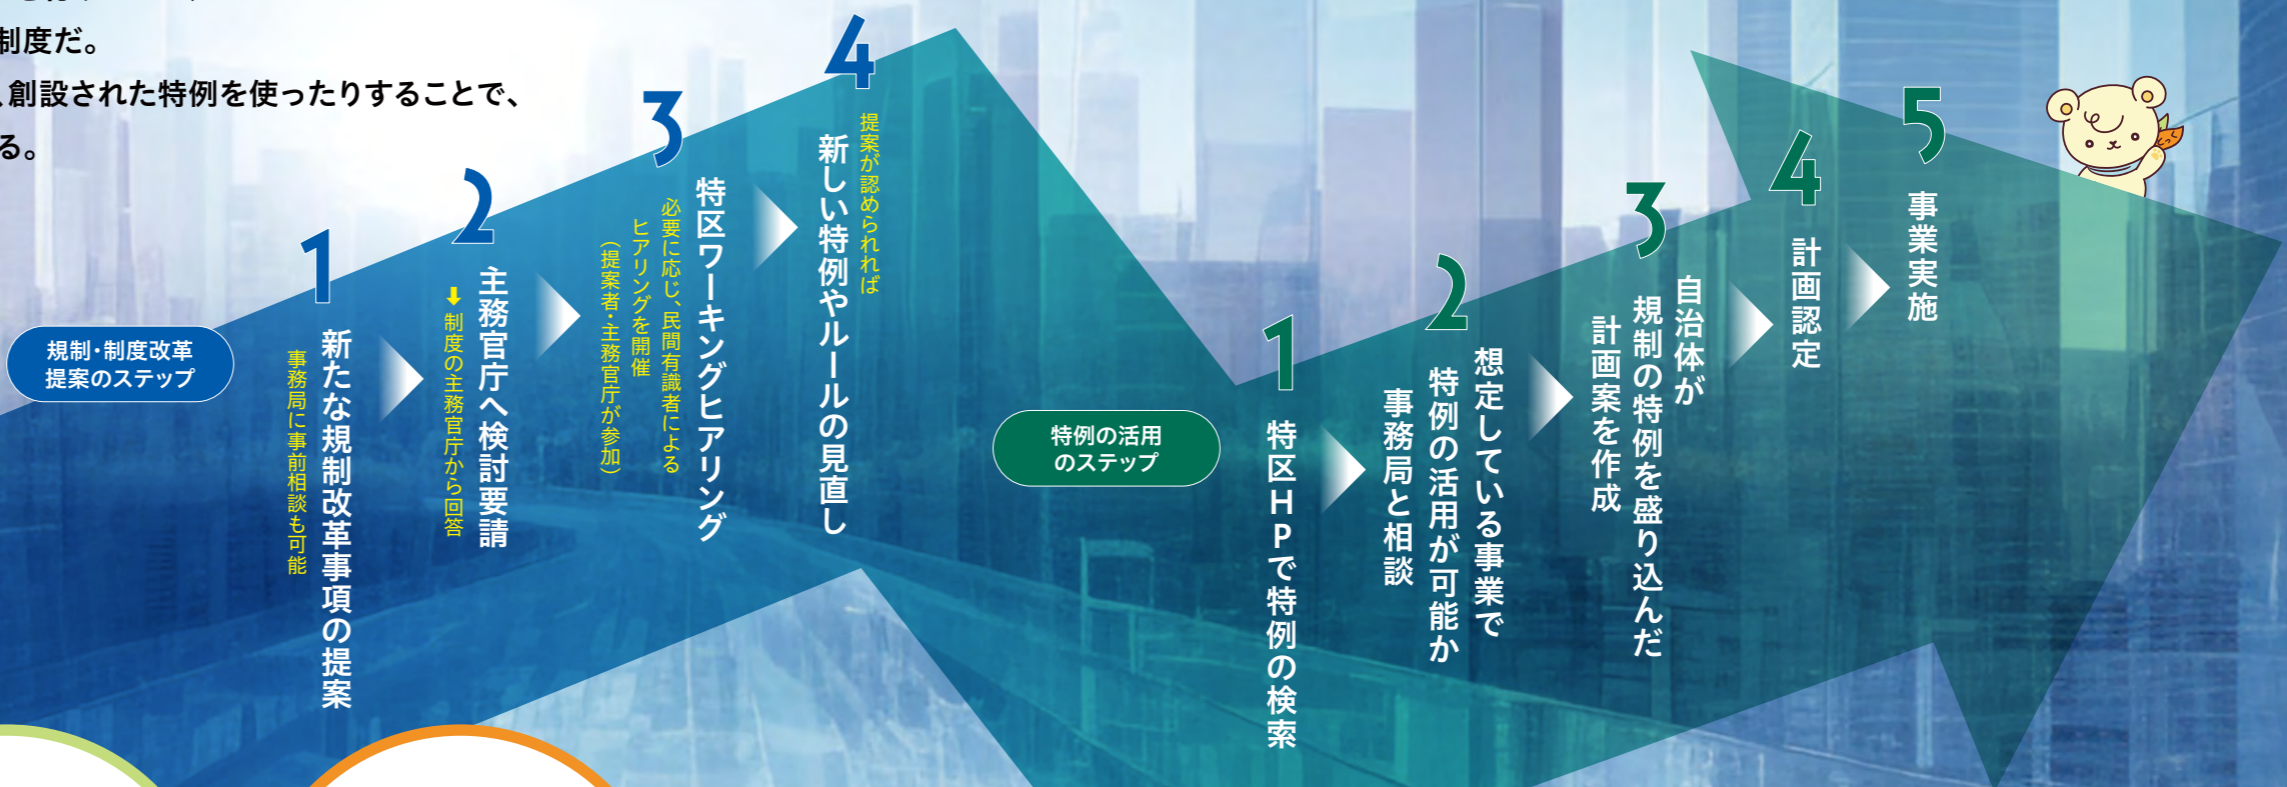 制度だ。
、創設された特例を使ったりすることで、
る。
規制・制度改革
提案のステップ
1
新たな規制改革事項の提案
事務局に事前相談も可能
2
主務官庁へ検討要請
⬇制度の主務官庁から回答
3
特区ワーキングヒアリング
必要に応じ、民間有識者による
ヒアリングを開催
（提案者・主務官庁が参加）
4
提案が認められれば
新しい特例やルールの見直し
特例の活用
のステップ
1
特区HPで特例の検索
2
想定している事業で
特例の活用が可能か
事務局と相談
3
自治体が
規制の特例を盛り込んだ
計画案を作成
4
計画認定
5
事業実施